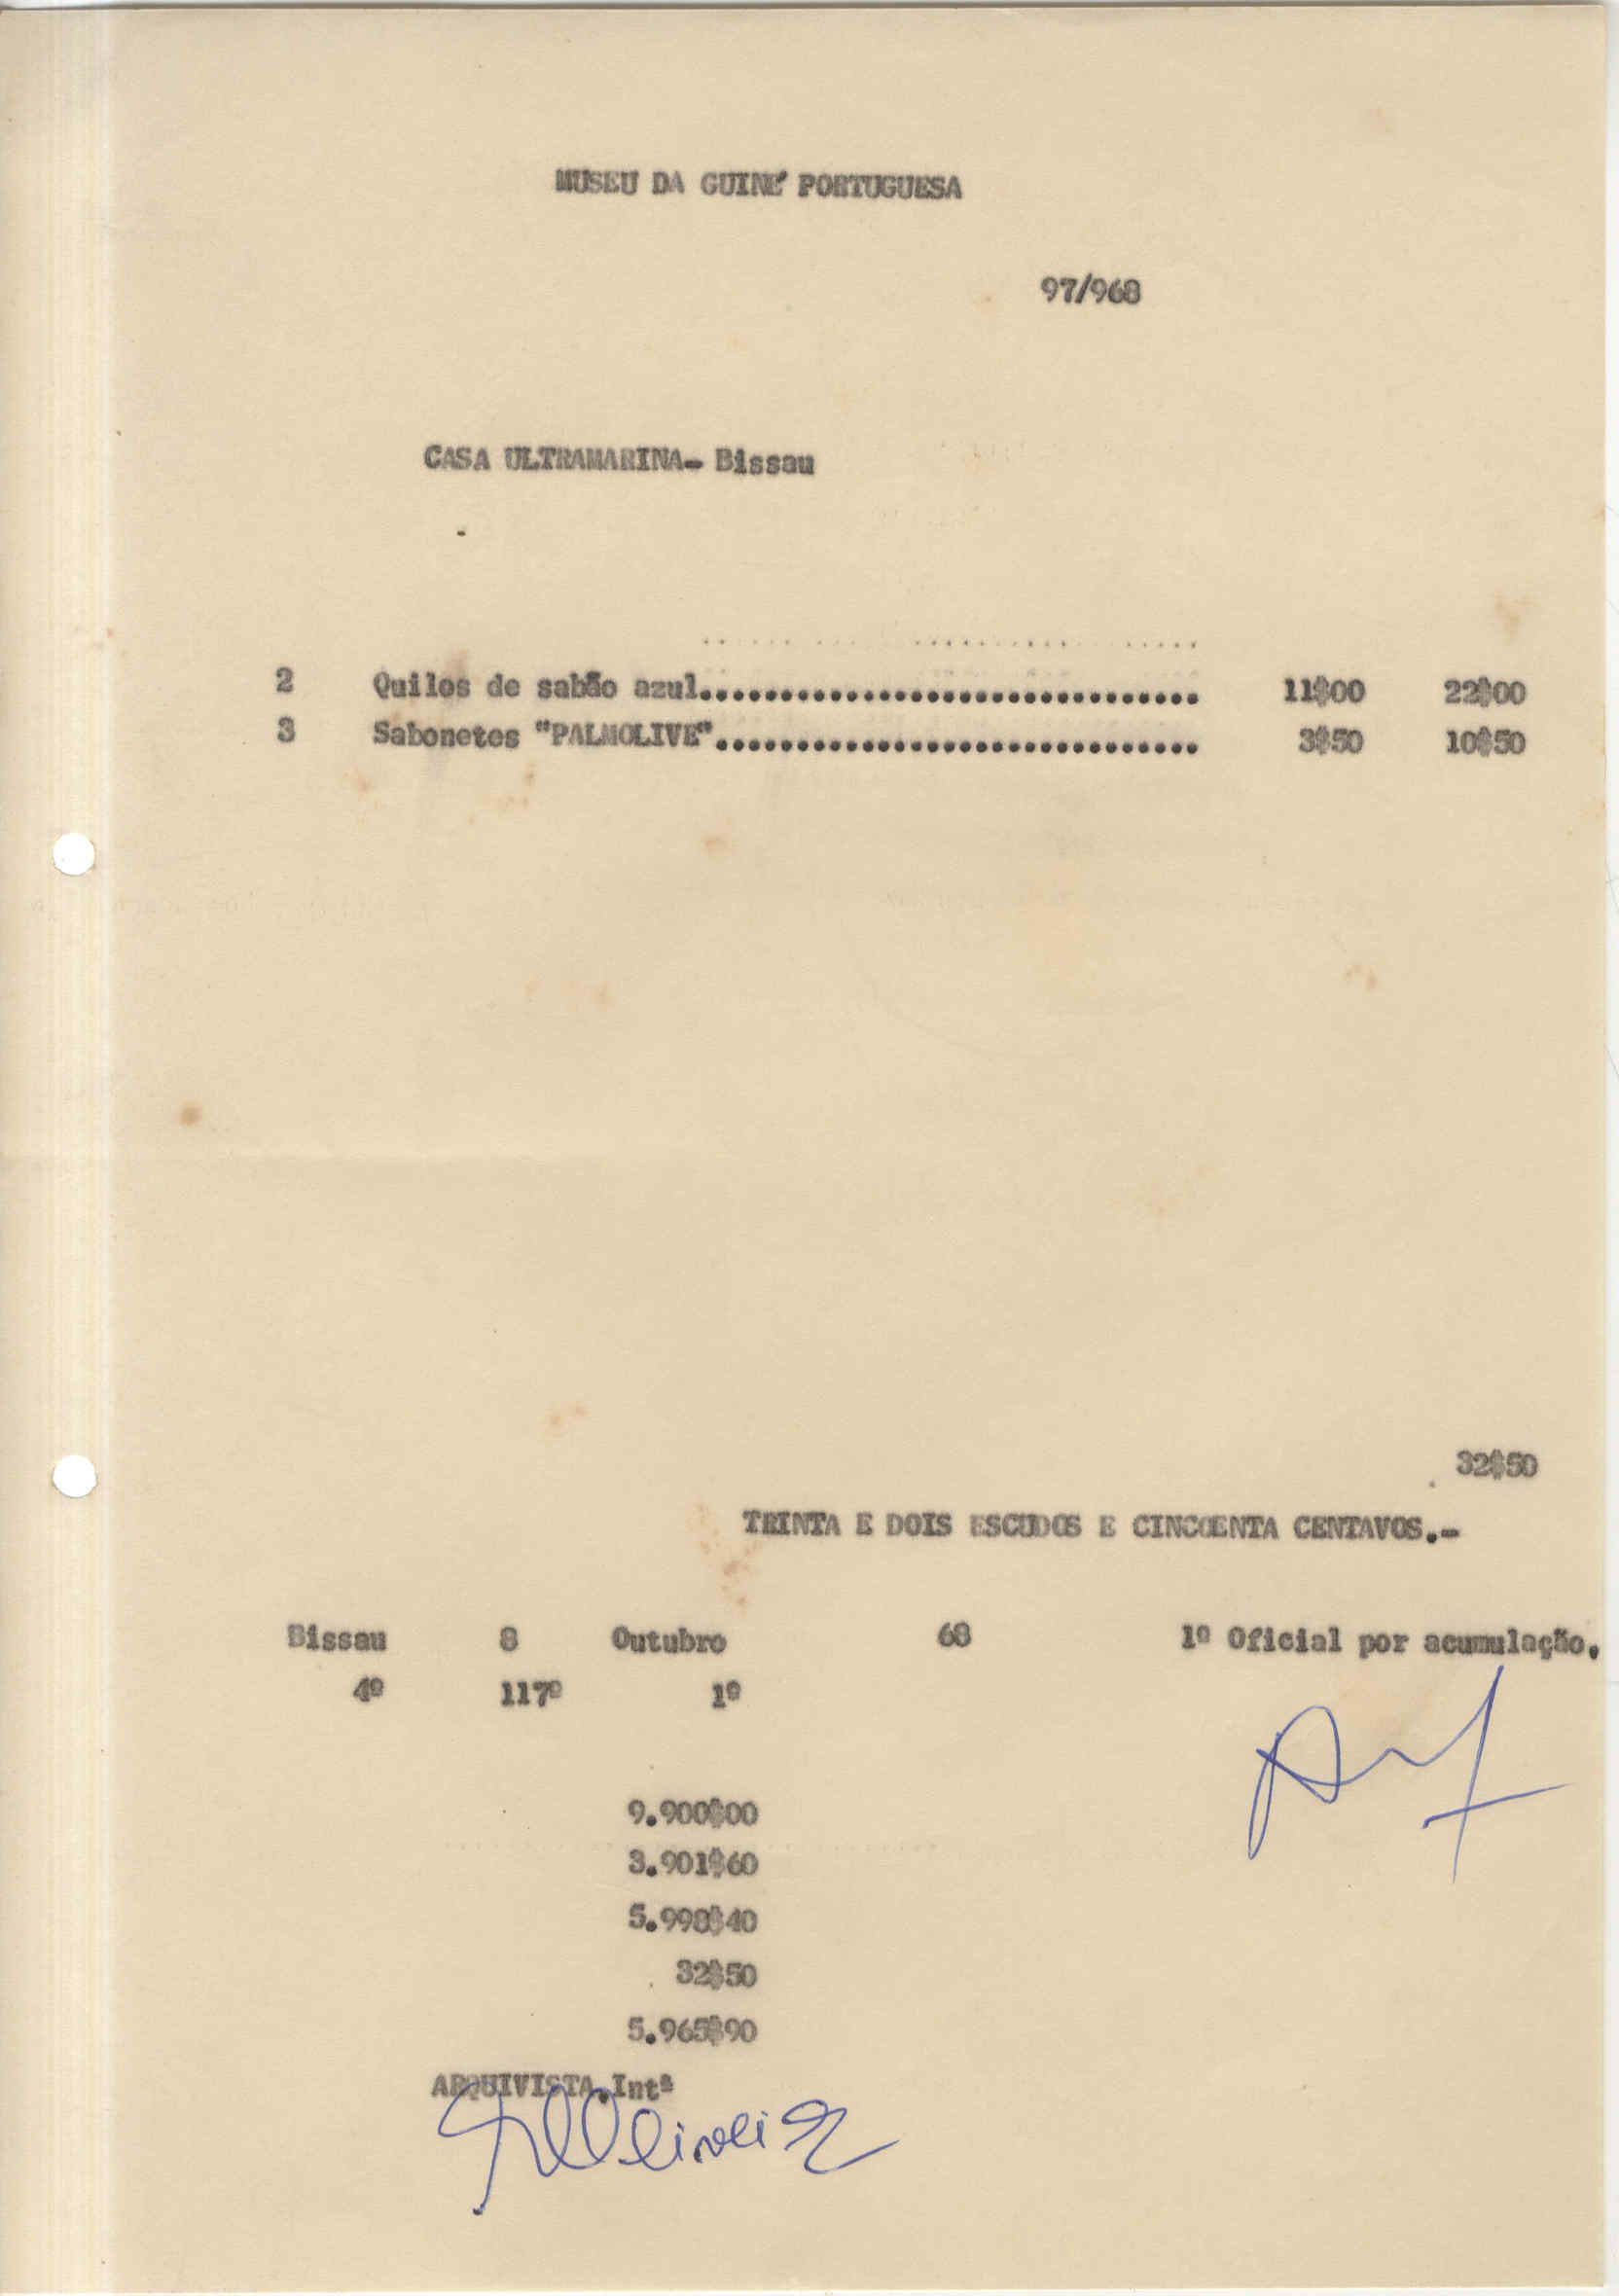 MUSEU DA GUINE' PORTUGUESA
97/968
CASA ULTRAMARINA- Bissau
2 Quilos de sabão azul............................... 11$00 22$00
3 Sabonetes "PALMOLIVE".............................. 3$50 10$50
32$50
TRINTA E DOIS ESCUDOS E CINCOENTA CENTAVOS.-
Bissau 8 Outubro 68 1º Oficial por acumulação.
4º 117º 1º
9.900$00
3.901$60
5.998$40
32$50
5.965$90
ARQUIVISTA.Intª